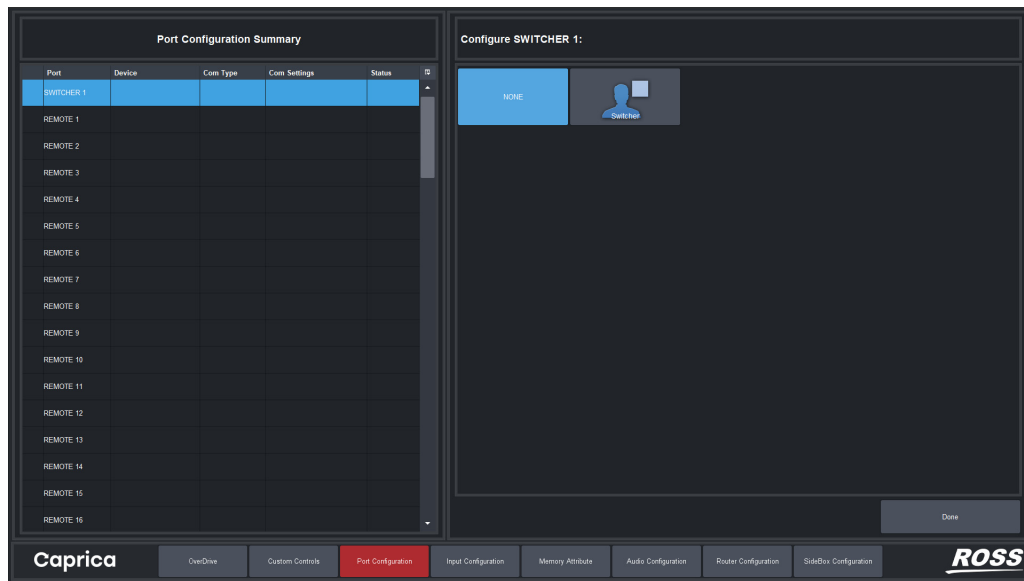 Port Configuration Summary
Port Device Com Type Com Settings Status
SWITCHER 1
REMOTE 1
REMOTE 2
REMOTE 3
REMOTE 4
REMOTE 5
REMOTE 6
REMOTE 7
REMOTE 8
REMOTE 9
REMOTE 10
REMOTE 11
REMOTE 12
REMOTE 13
REMOTE 14
REMOTE 15
REMOTE 16
Configure SWITCHER 1:
NONE
Switcher
Done
Caprica OverDrive Custom Controls Port Configuration Input Configuration Memory Attribute Audio Configuration Router Configuration SideBox Configuration ROSS